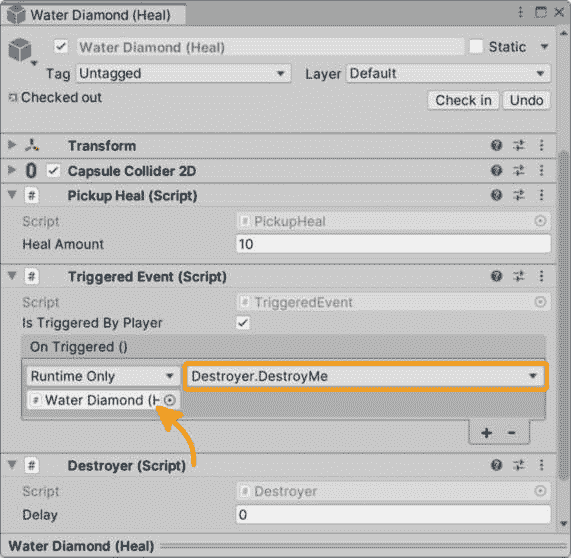 Water Diamond (Heal)
Water Diamond (Heal) Static
Tag Untagged Layer Default
Checked out Check in Undo
Transform
Capsule Collider 2D
# Pickup Heal (Script)
Script # PickupHeal
Heal Amount 10
# Triggered Event (Script)
Script # TriggeredEvent
Is Triggered By Player
On Triggered ()
Runtime Only Destroyer.DestroyMe
# Water Diamond (H
+ -
# Destroyer (Script)
Script # Destroyer
Delay 0
Water Diamond (Heal)